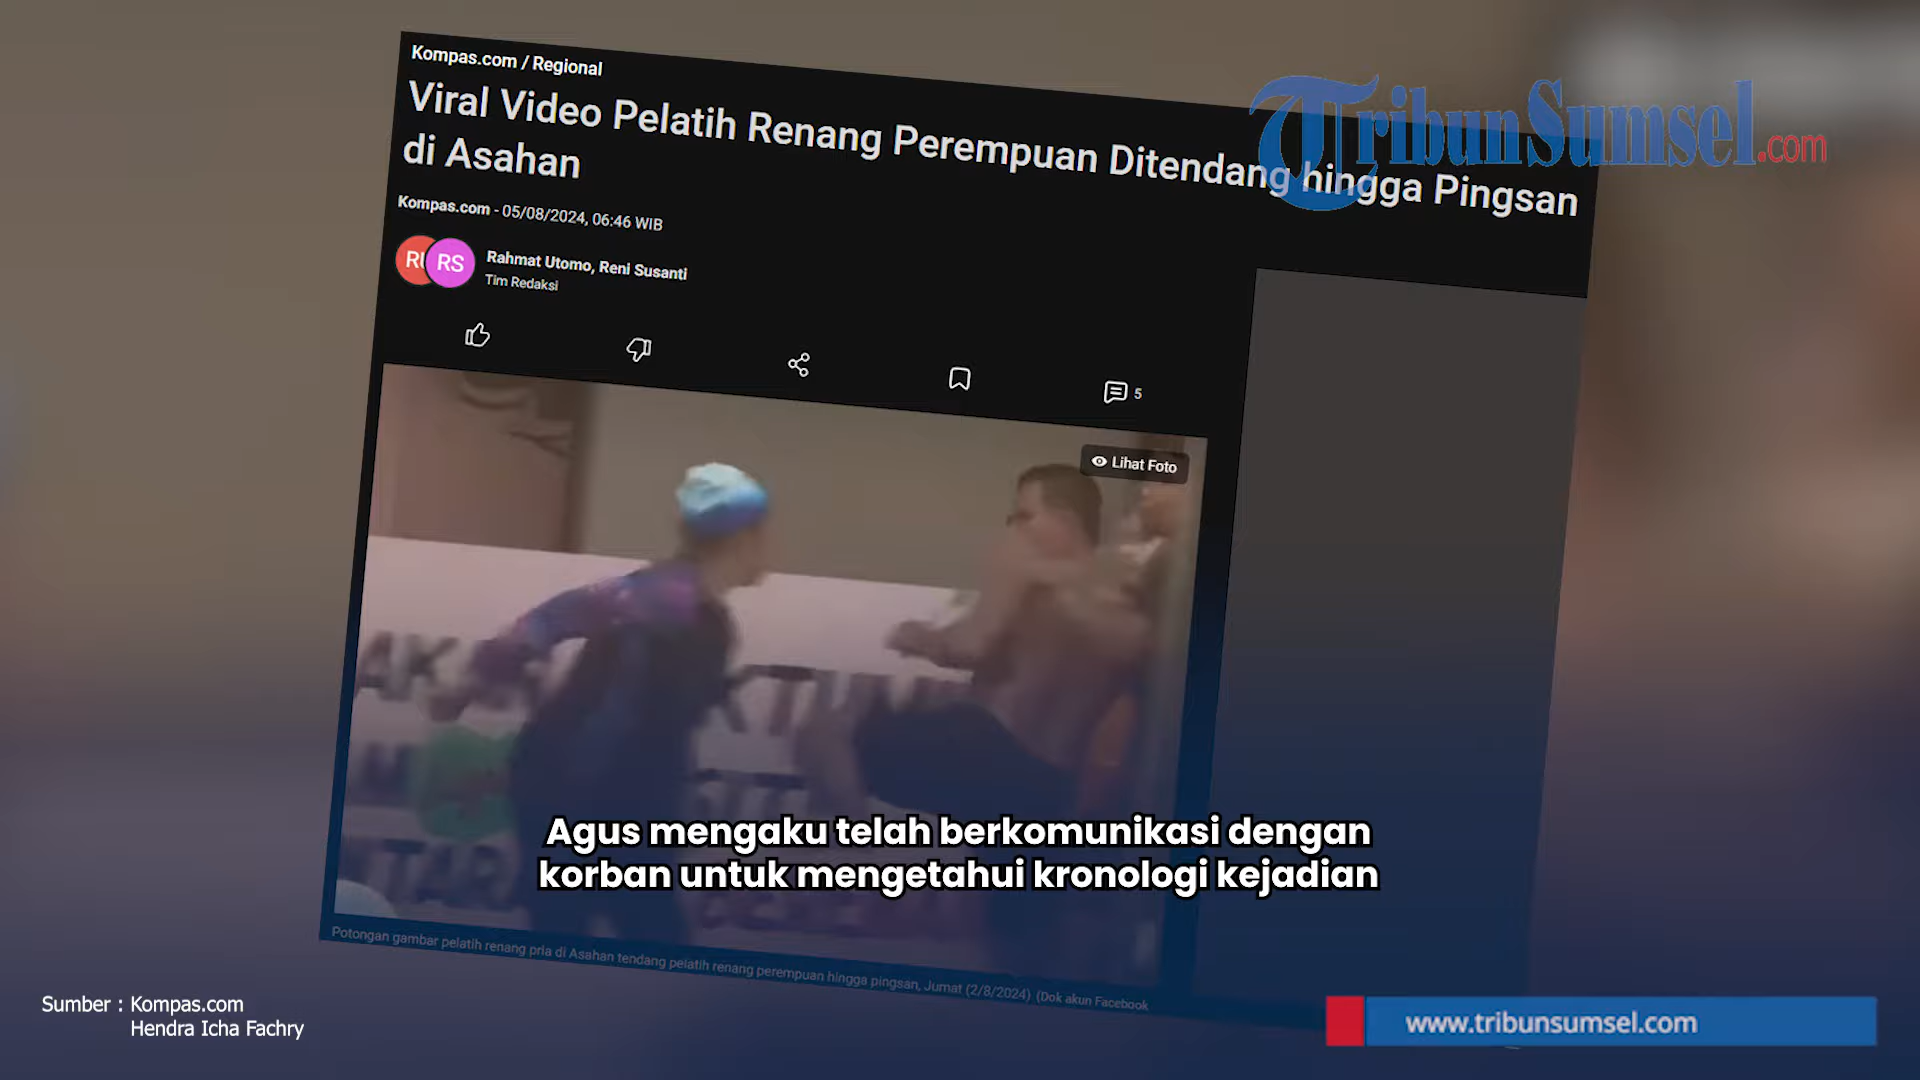 Kompas.com / Regional
TribunSumsel.com
Viral Video Pelatih Renang Perempuan Ditendang hingga Pingsan
di Asahan
Kompas.com - 05/08/2024, 06:46 WIB
RS
Rahmat Utomo, Reni Susanti
Tim Redaksi
5
Lihat Foto
AK
Agus mengaku telah berkomunikasi dengan
korban untuk mengetahui kronologi kejadian
Potongan gambar pelatih renang pria di Asahan tendang pelatih renang perempuan hingga pingsan, Jumat (2/8/2024) (Dok akun Facebook
Sumber : Kompas.com
Hendra Icha Fachry
www.tribunsumsel.com